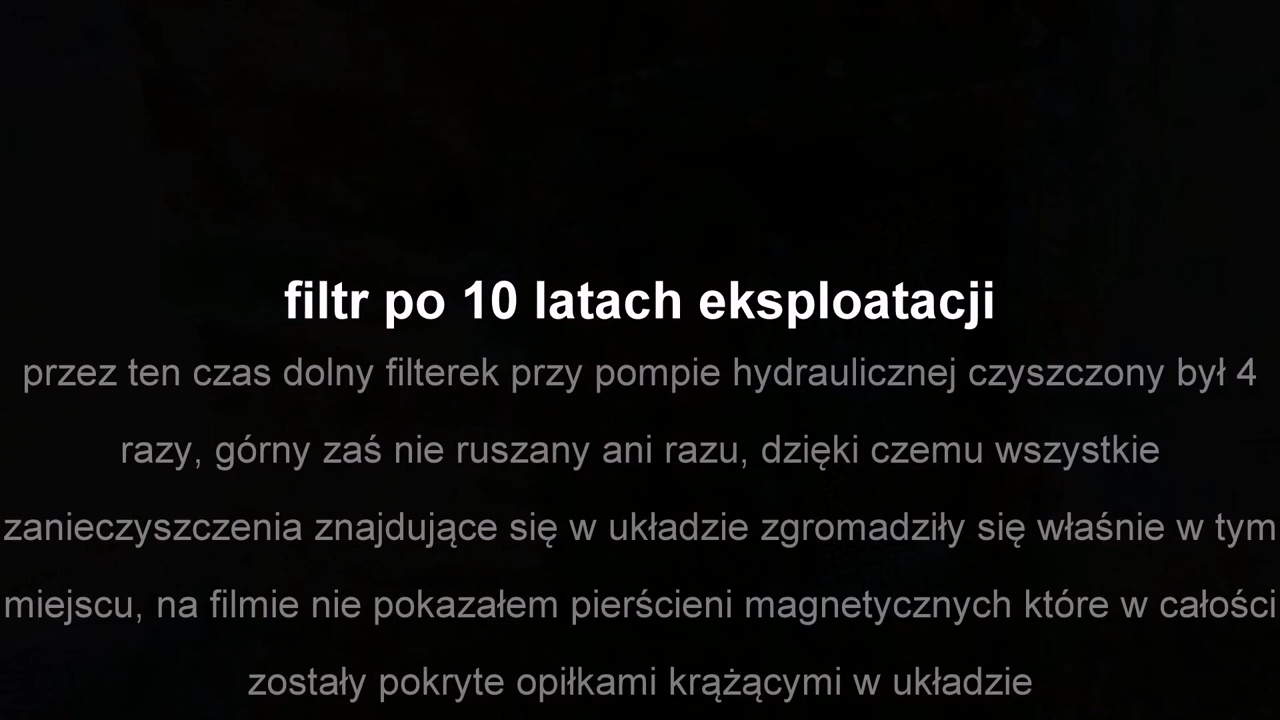 filtr po 10 latach eksploatacji
przez ten czas dolny filterek przy pompie hydraulicznej czyszczony był 4
razy, górny zaś nie ruszany ani razu, dzięki czemu wszystkie
zanieczyszczenia znajdujące się w układzie zgromadziły się właśnie w tym
miejscu, na filmie nie pokazałem pierścieni magnetycznych które w całości
zostały pokryte opiłkami krążącymi w układzie